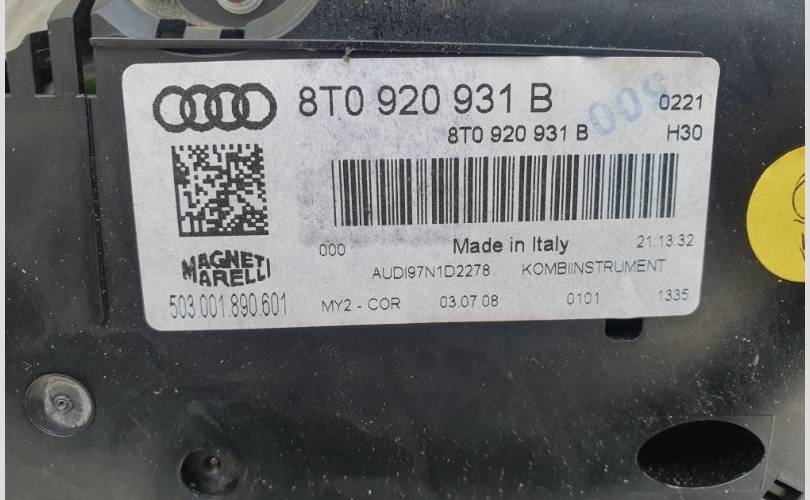 8T0 920 931 B
0221
8T0 920 931 B
H30
000
Made in Italy
21:13:32
MAGNETI
MARELLI
AUDI97N1D2278 KOMBIINSTRUMENT
503.001.890.601
MY2 - COR 03.07.08 0101 1335